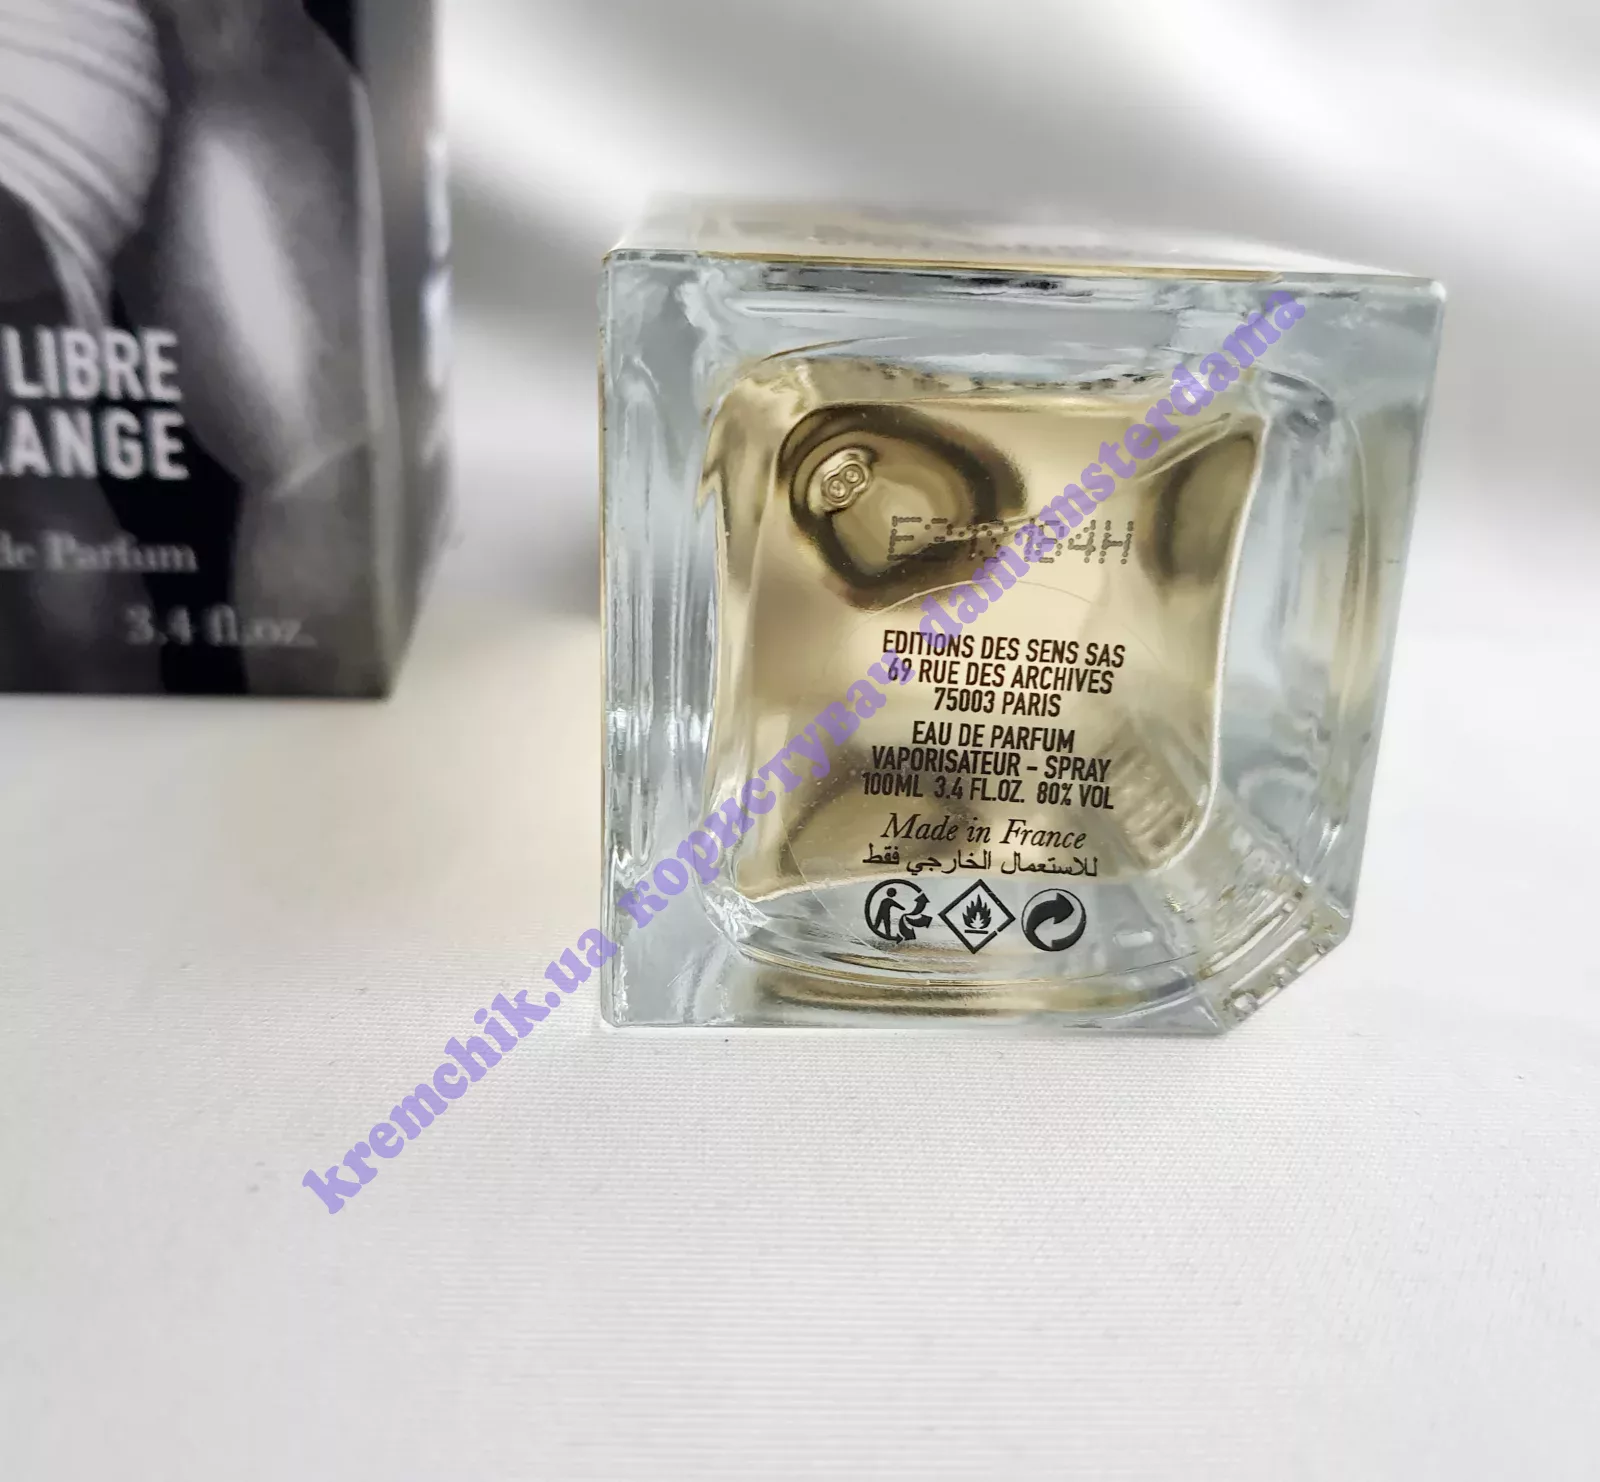 LIBRE
ANGE
de Parfum
3.4 fl.oz.
EDITIONS DES SENS SAS
69 RUE DES ARCHIVES
75003 PARIS
EAU DE PARFUM
VAPORISATEUR – SPRAY
100ML 3.4 FL.OZ. 80% VOL
Made in France
للاستعمال الخارجي فقط
kremchik.ua користувач damamsterdama